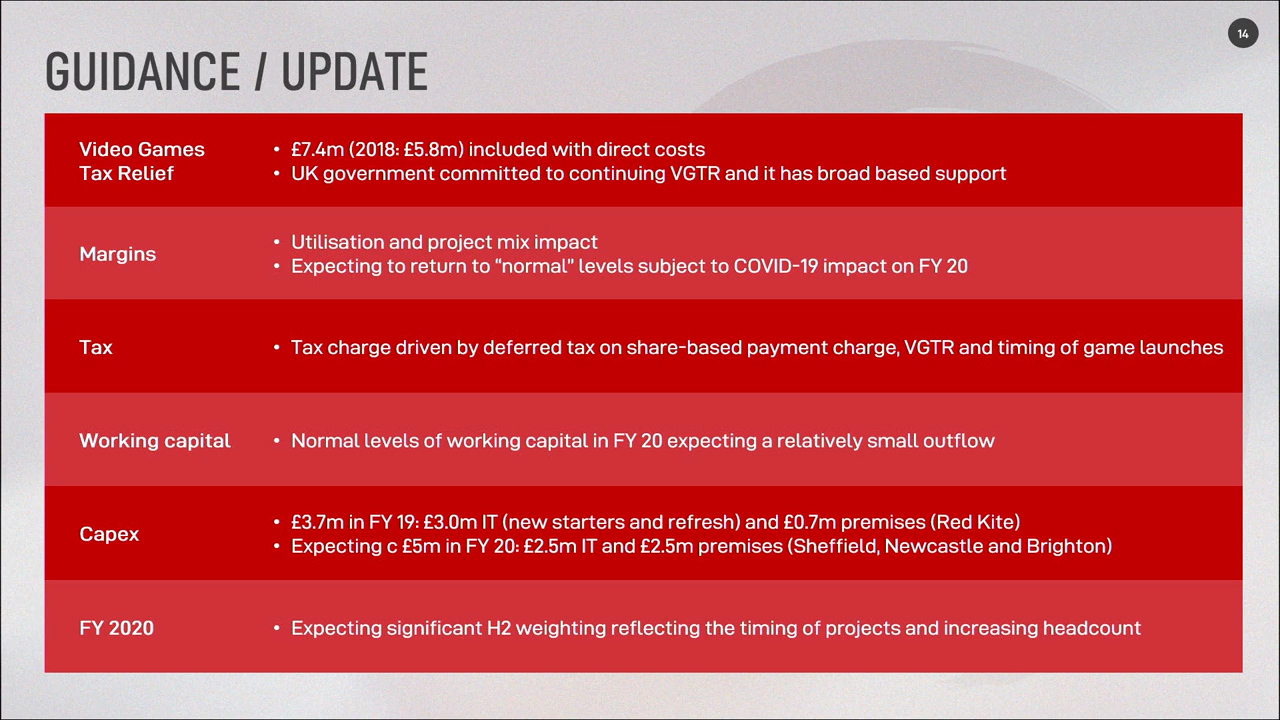 14
GUIDANCE / UPDATE
Video Games
Tax Relief
• £7.4m (2018: £5.8m) included with direct costs
• UK government committed to continuing VGTR and it has broad based support
Margins
• Utilisation and project mix impact
• Expecting to return to “normal” levels subject to COVID-19 impact on FY 20
Tax
• Tax charge driven by deferred tax on share-based payment charge, VGTR and timing of game launches
Working capital
• Normal levels of working capital in FY 20 expecting a relatively small outflow
Capex
• £3.7m in FY 19: £3.0m IT (new starters and refresh) and £0.7m premises (Red Kite)
• Expecting c £5m in FY 20: £2.5m IT and £2.5m premises (Sheffield, Newcastle and Brighton)
FY 2020
• Expecting significant H2 weighting reflecting the timing of projects and increasing headcount